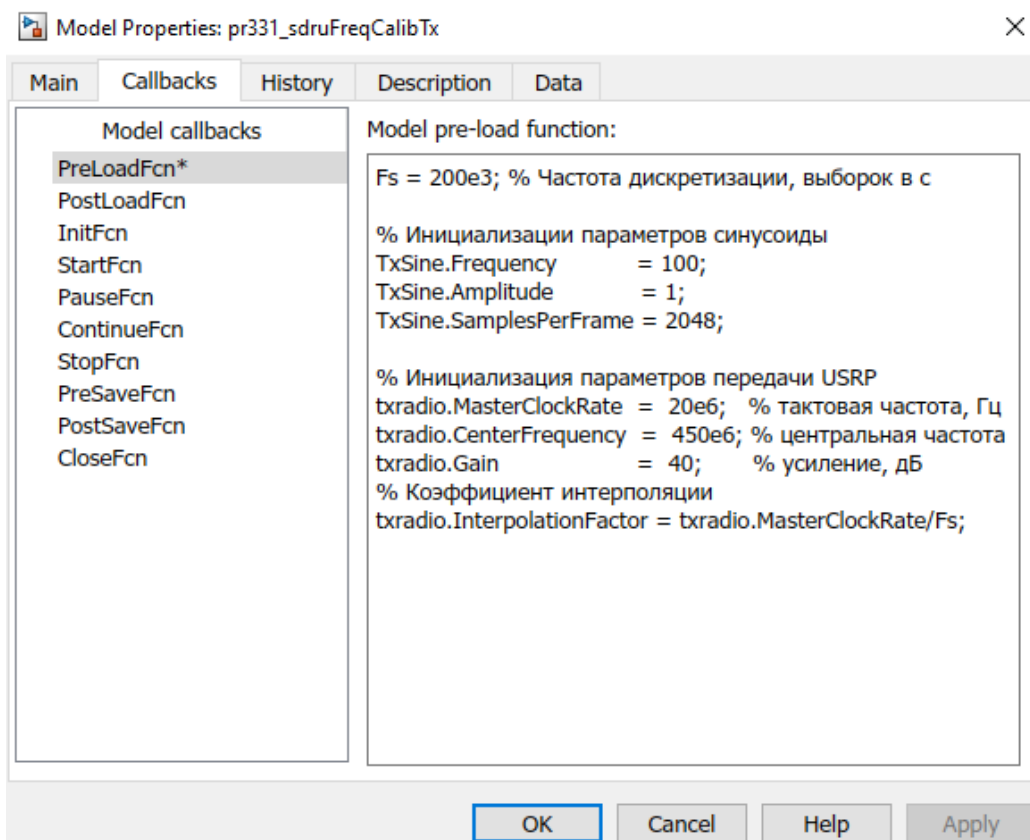 Model Properties: pr331_sdruFreqCalibTx
Main Callbacks History Description Data
Model callbacks
PreLoadFcn*
PostLoadFcn
InitFcn
StartFcn
PauseFcn
ContinueFcn
StopFcn
PreSaveFcn
PostSaveFcn
CloseFcn
Model pre-load function:
Fs = 200e3; % Частота дискретизации, выборок в с
% Инициализации параметров синусоиды
TxSine.Frequency = 100;
TxSine.Amplitude = 1;
TxSine.SamplesPerFrame = 2048;
% Инициализация параметров передачи USRP
txradio.MasterClockRate = 20e6; % тактовая частота, Гц
txradio.CenterFrequency = 450e6; % центральная частота
txradio.Gain = 40; % усиление, дБ
% Коэффициент интерполяции
txradio.InterpolationFactor = txradio.MasterClockRate/Fs;
OK Cancel Help Apply